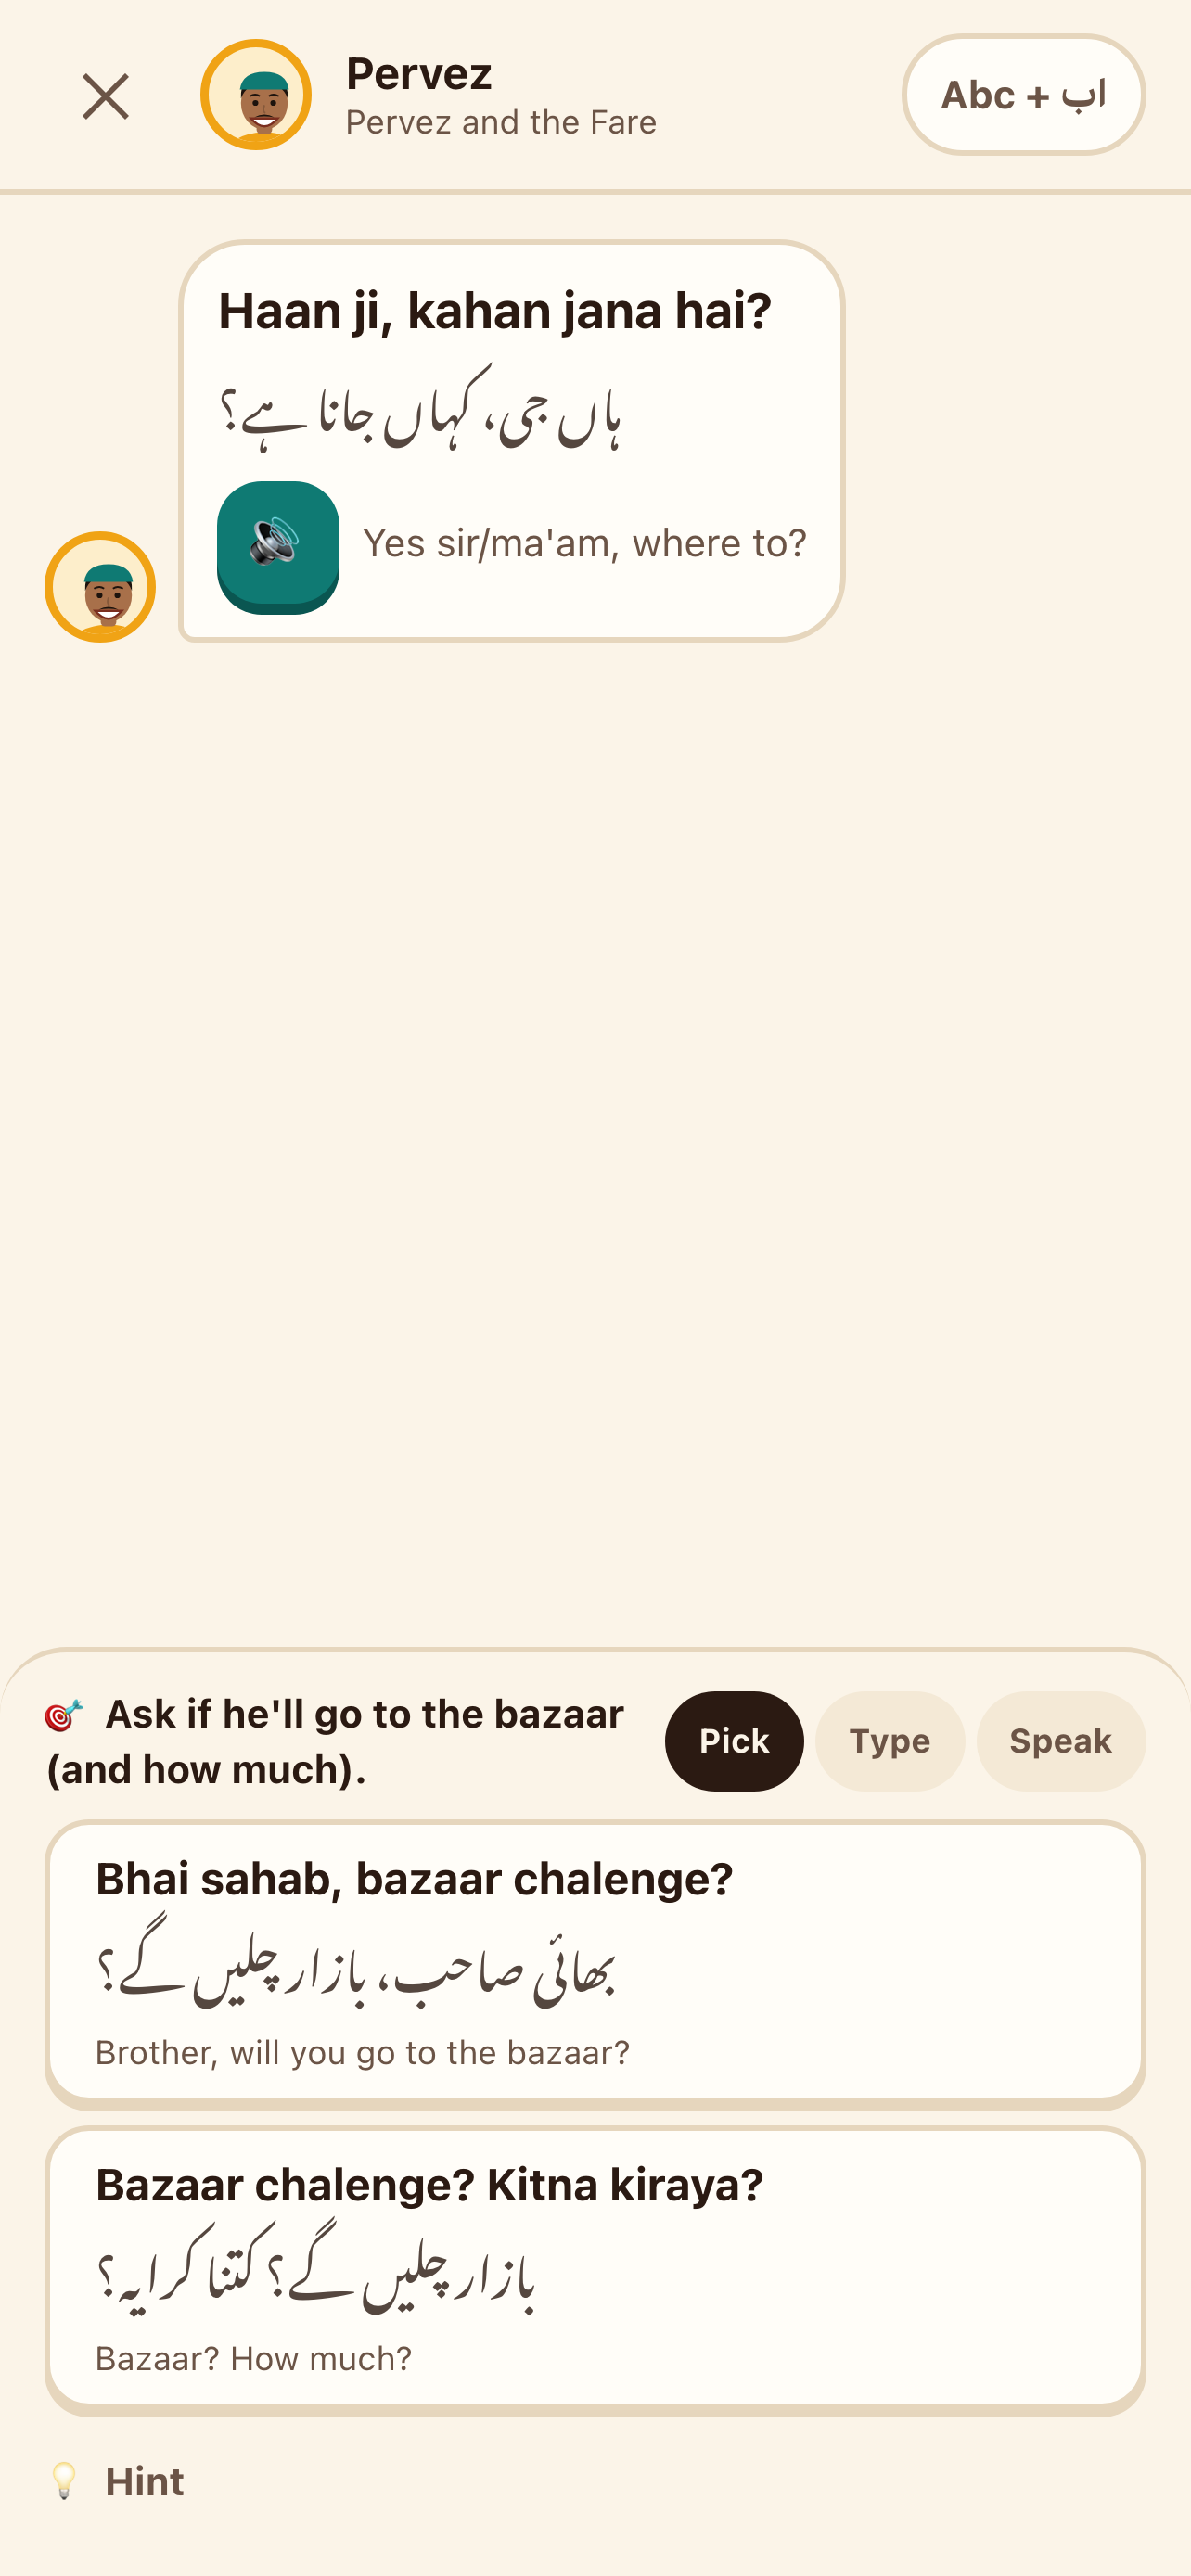 Pervez
Pervez and the Fare
Abc + اب
Haan ji, kahan jana hai?
ہاں جی، کہاں جانا ہے؟
Yes sir/ma'am, where to?
Ask if he'll go to the bazaar
(and how much).
Pick
Type
Speak
Bhai sahab, bazaar chalenge?
بھائی صاحب، بازار چلیں گے؟
Brother, will you go to the bazaar?
Bazaar chalenge? Kitna kiraya?
بازار چلیں گے؟ کتنا کرایہ؟
Bazaar? How much?
Hint